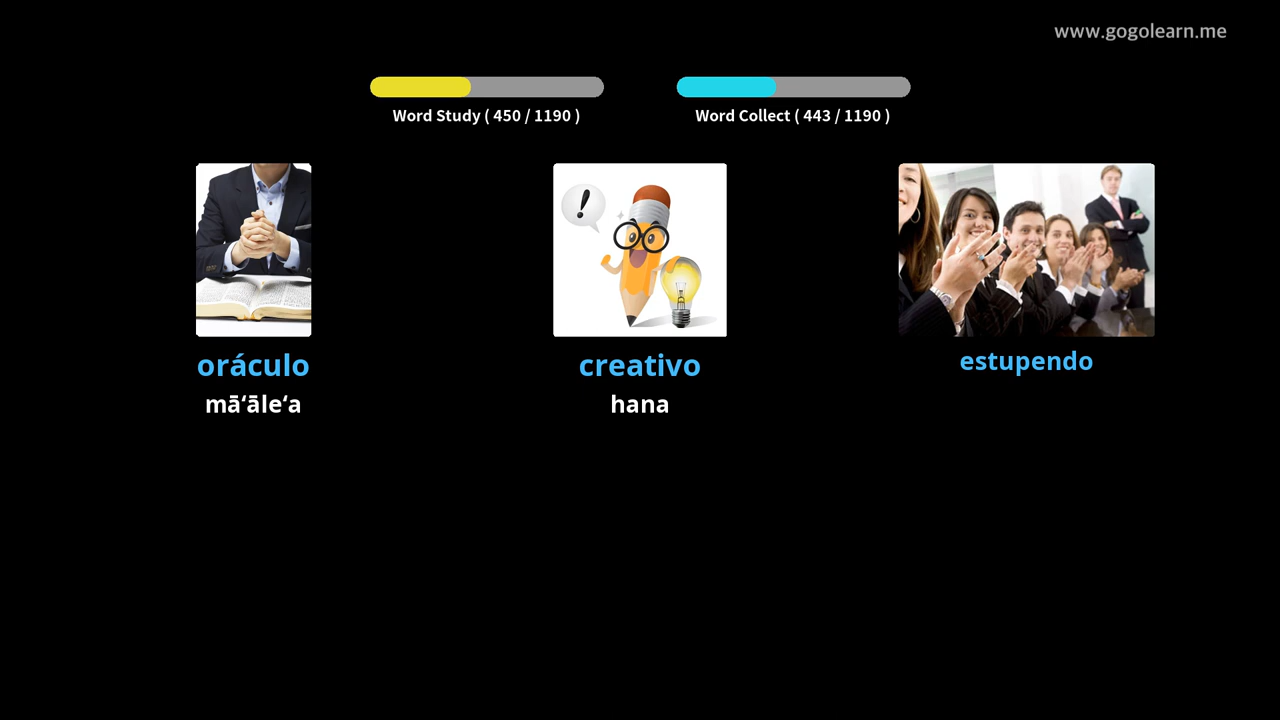 www.gogolearn.me
Word Study ( 450 / 1190 )
Word Collect ( 443 / 1190 )
oráculo
māʻāleʻa
creativo
hana
estupendo